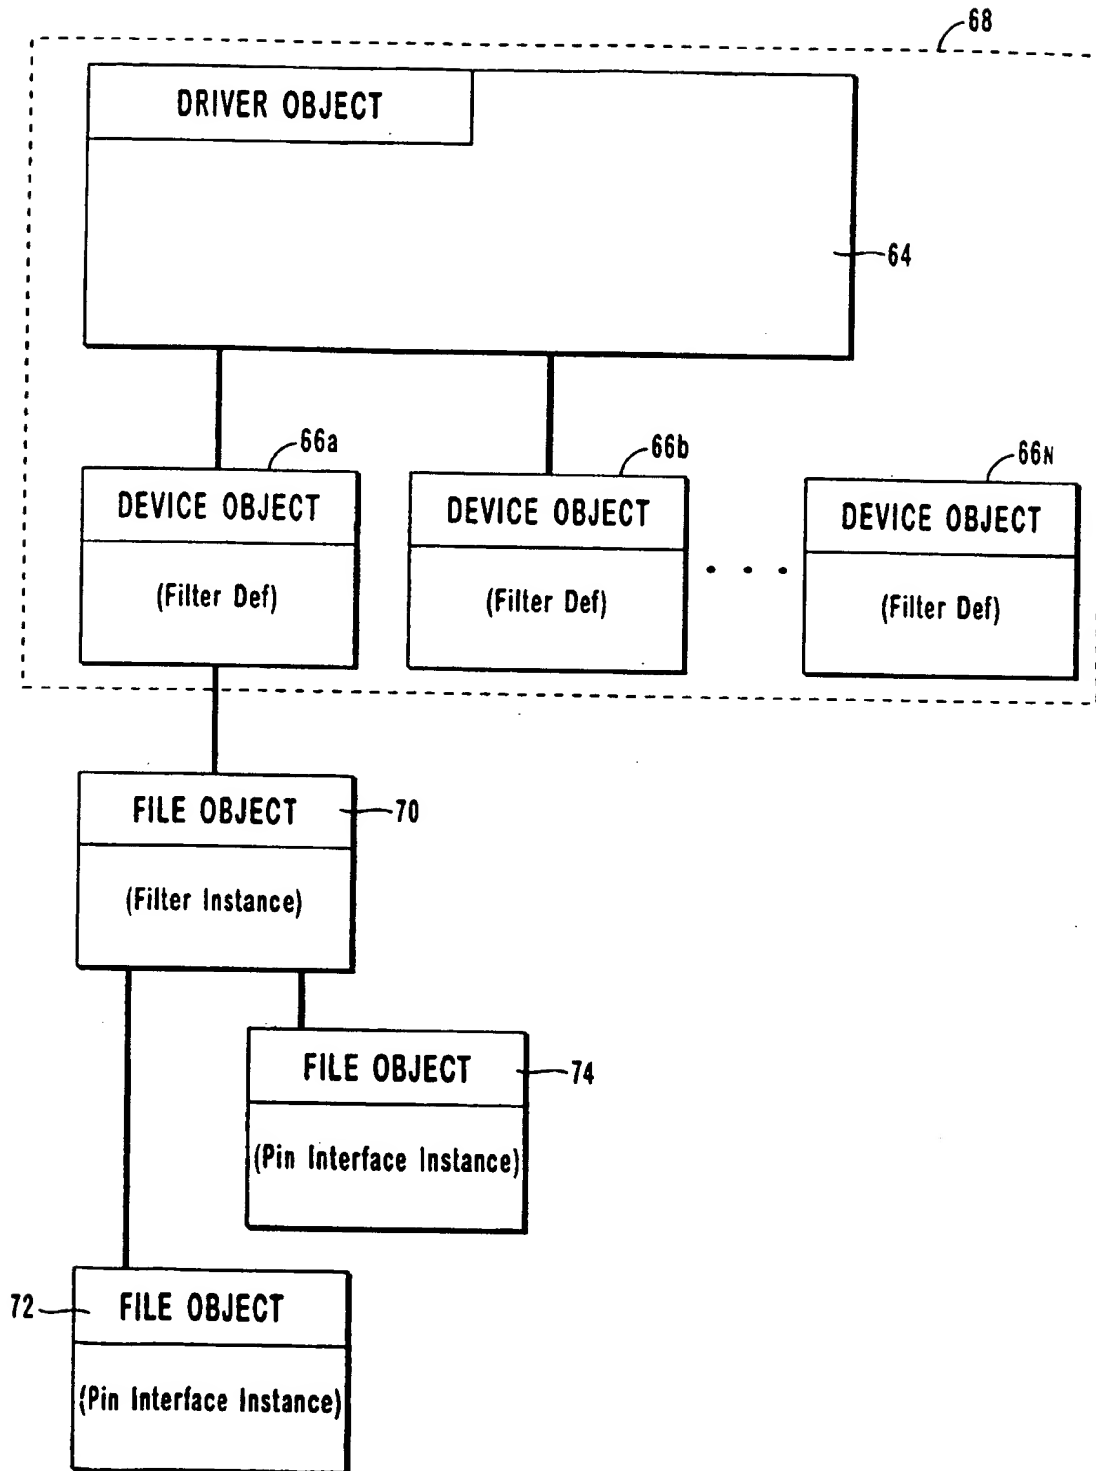 68
DRIVER OBJECT
64
66a
66b
66N
DEVICE OBJECT
DEVICE OBJECT
DEVICE OBJECT
(Filter Def)
(Filter Def)
. . .
(Filter Def)
FILE OBJECT
70
(Filter Instance)
FILE OBJECT
74
(Pin Interface Instance)
72
FILE OBJECT
(Pin Interface Instance)